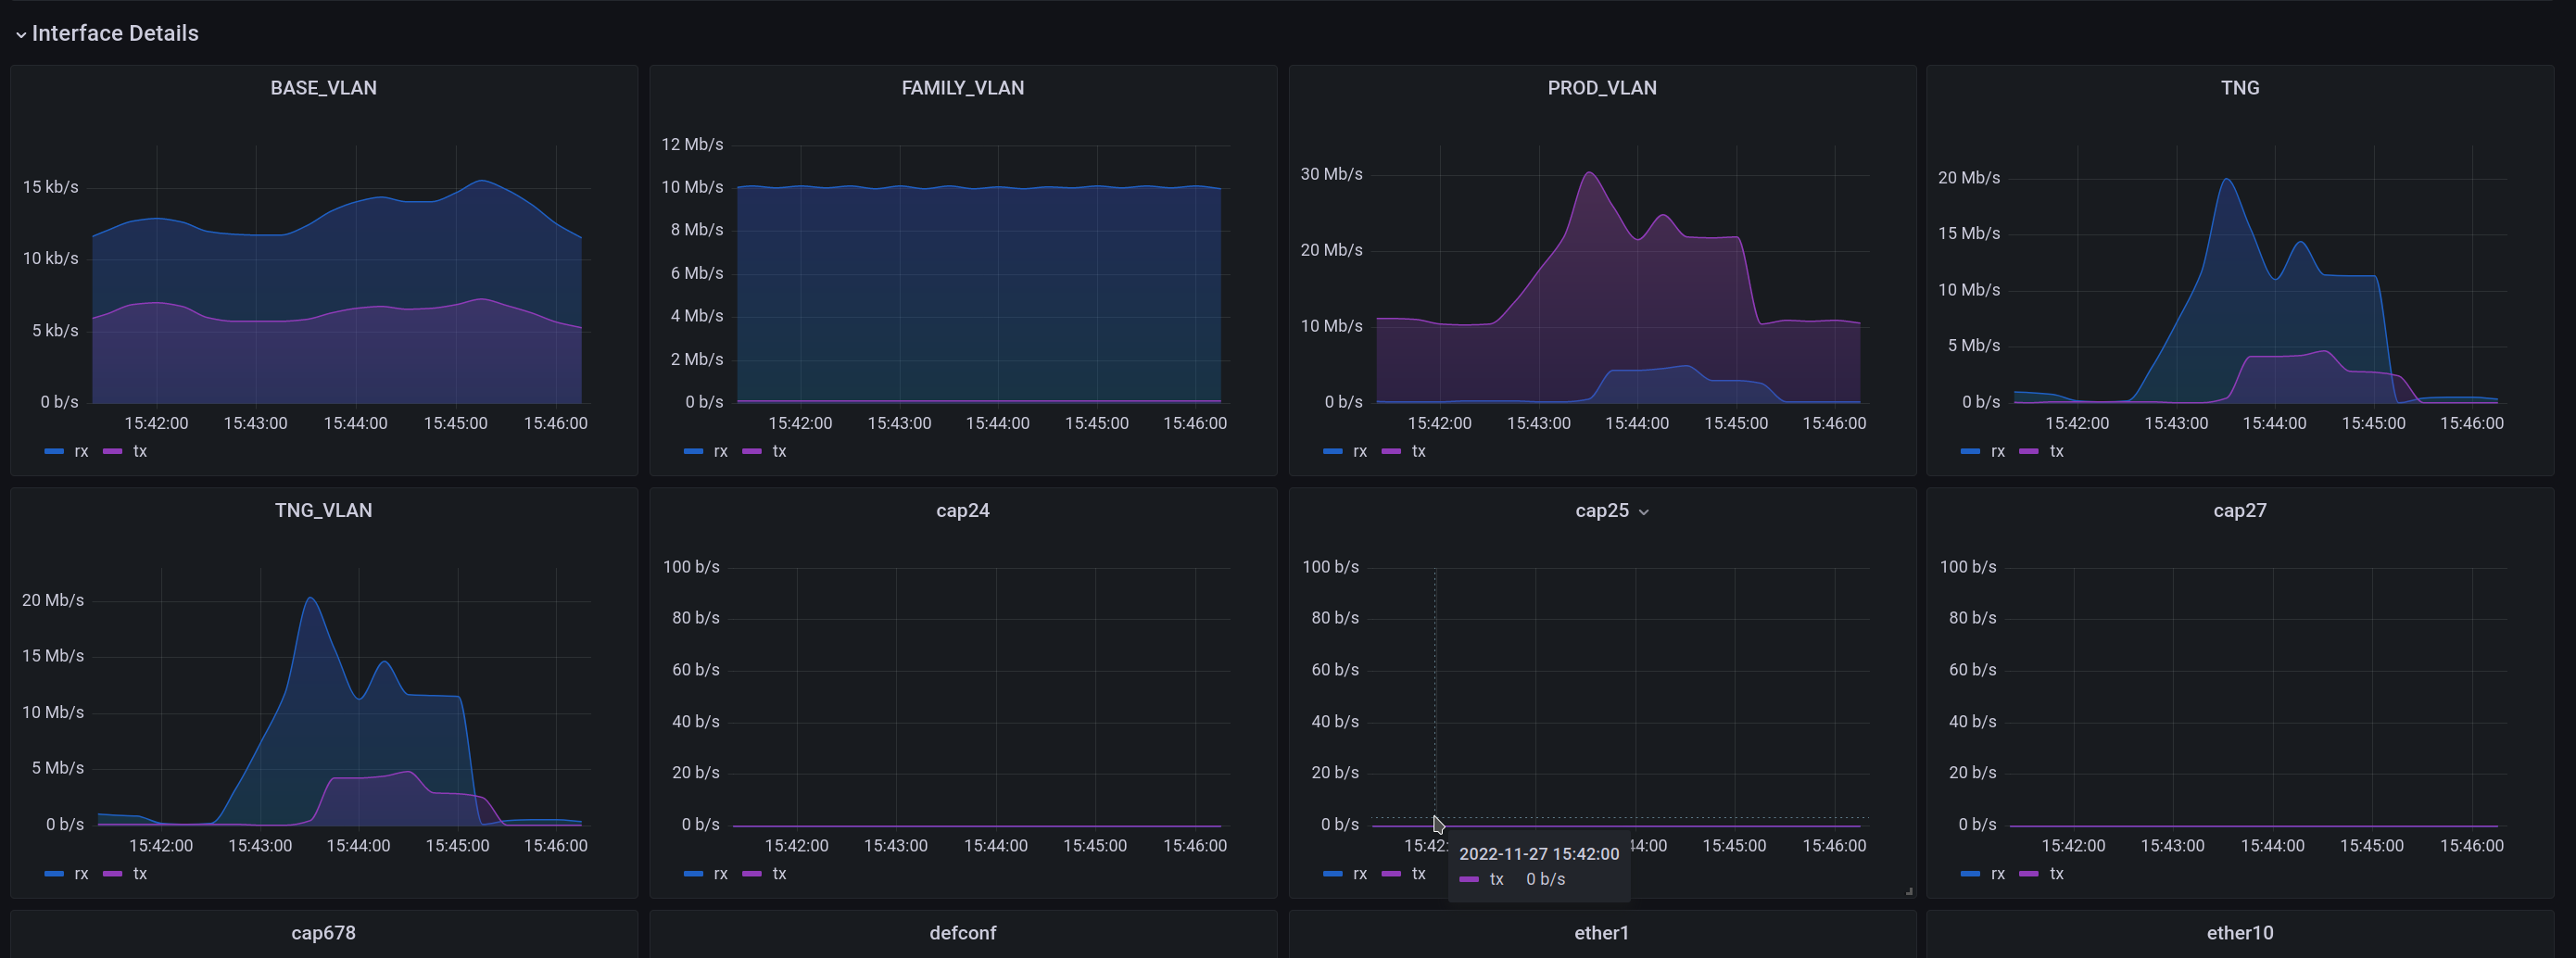 Interface Details
BASE_VLAN
15 kb/s
10 kb/s
5 kb/s
0 b/s
15:42:00 15:43:00 15:44:00 15:45:00 15:46:00
rx tx
FAMILY_VLAN
12 Mb/s
10 Mb/s
8 Mb/s
6 Mb/s
4 Mb/s
2 Mb/s
0 b/s
15:42:00 15:43:00 15:44:00 15:45:00 15:46:00
rx tx
PROD_VLAN
30 Mb/s
20 Mb/s
10 Mb/s
0 b/s
15:42:00 15:43:00 15:44:00 15:45:00 15:46:00
rx tx
TNG
20 Mb/s
15 Mb/s
10 Mb/s
5 Mb/s
0 b/s
15:42:00 15:43:00 15:44:00 15:45:00 15:46:00
rx tx
TNG_VLAN
20 Mb/s
15 Mb/s
10 Mb/s
5 Mb/s
0 b/s
15:42:00 15:43:00 15:44:00 15:45:00 15:46:00
rx tx
cap24
100 b/s
80 b/s
60 b/s
40 b/s
20 b/s
0 b/s
15:42:00 15:43:00 15:44:00 15:45:00 15:46:00
rx tx
cap25
100 b/s
80 b/s
60 b/s
40 b/s
20 b/s
0 b/s
15:42: 44:00 15:45:00 15:46:00
rx tx
2022-11-27 15:42:00
tx 0 b/s
cap27
100 b/s
80 b/s
60 b/s
40 b/s
20 b/s
0 b/s
15:42:00 15:43:00 15:44:00 15:45:00 15:46:00
rx tx
cap678
defconf
ether1
ether10